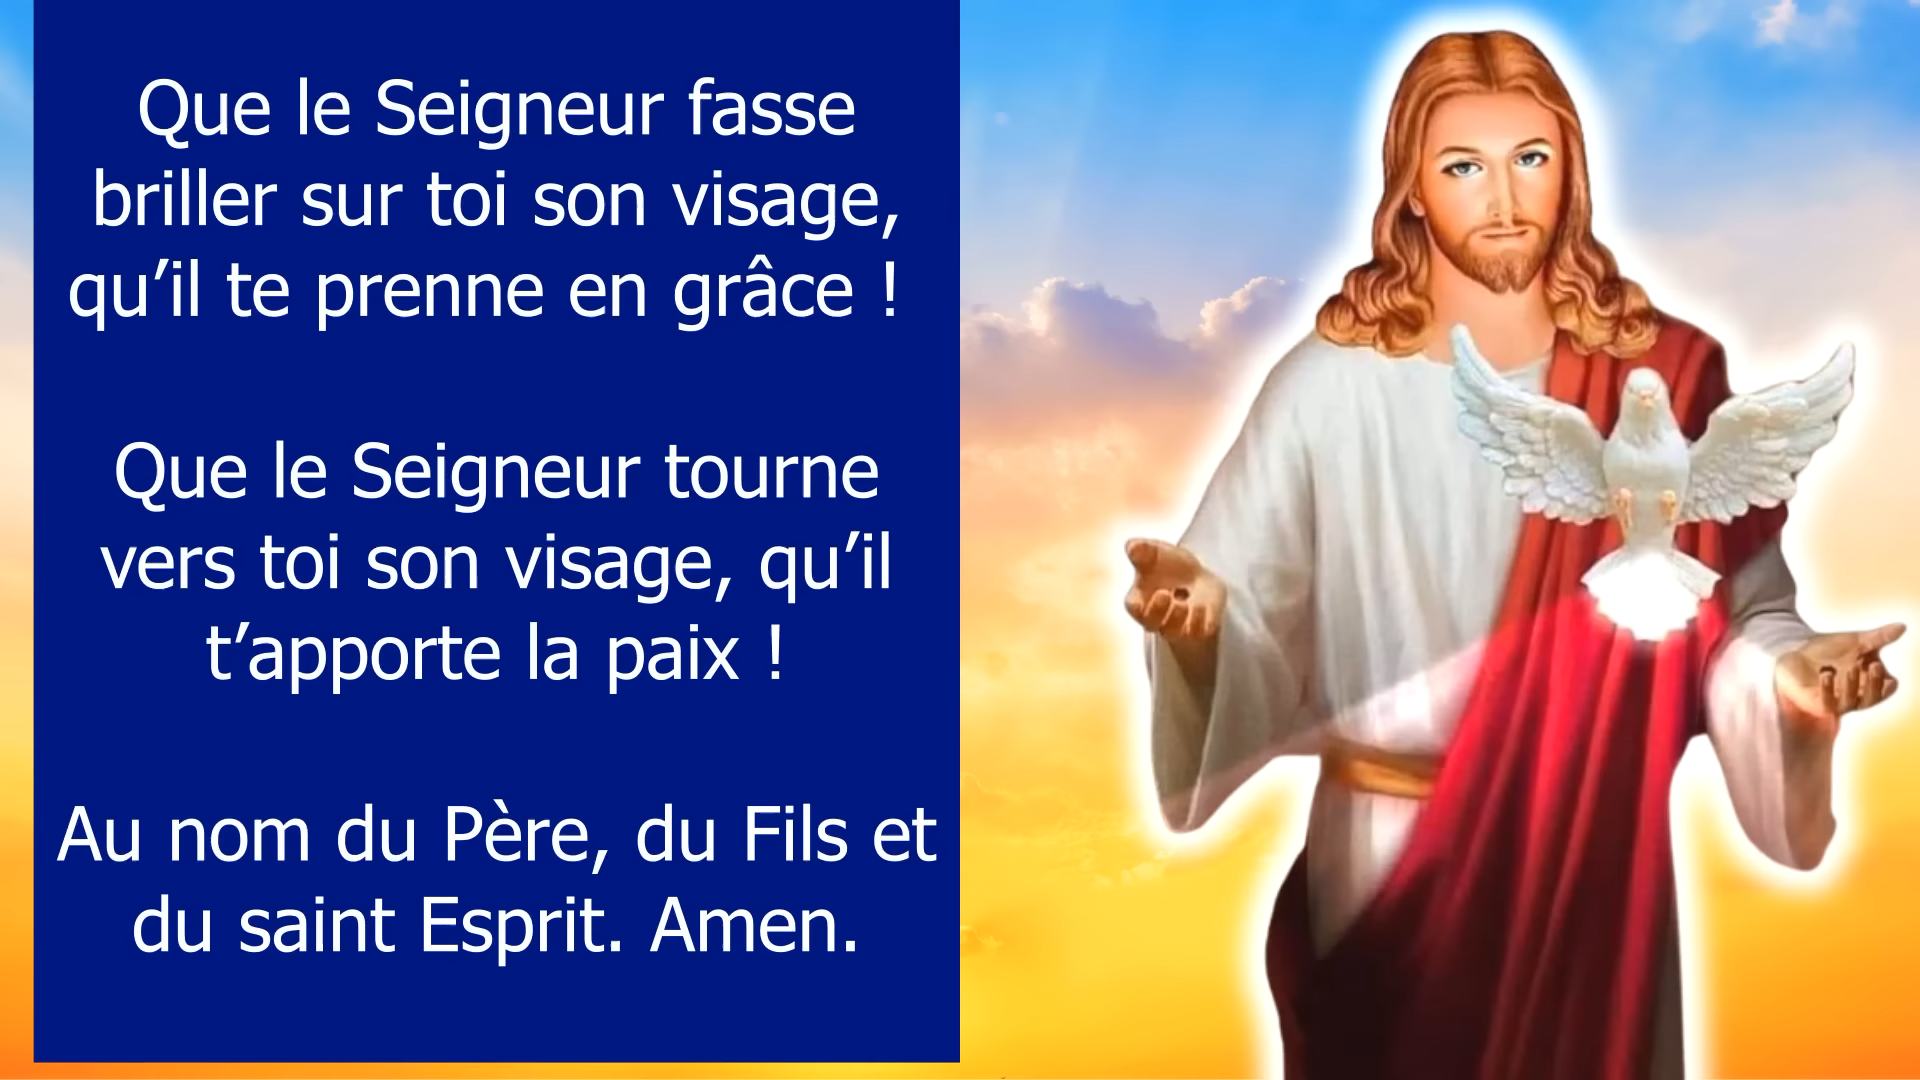 Que le Seigneur fasse
briller sur toi son visage,
qu’il te prenne en grâce !
Que le Seigneur tourne
vers toi son visage, qu’il
t’apporte la paix !
Au nom du Père, du Fils et
du saint Esprit. Amen.